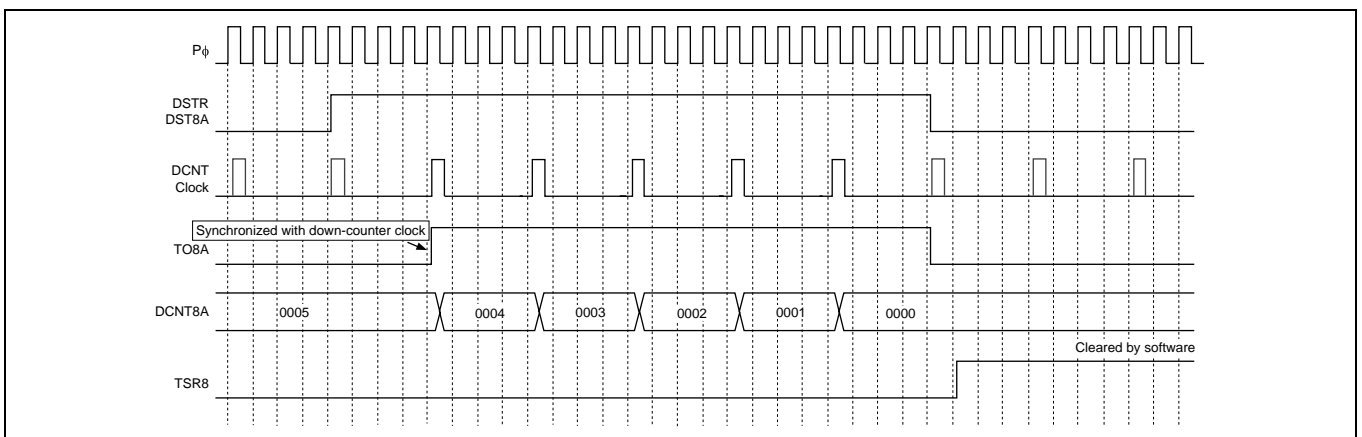 Pϕ
DSTR
DST8A
DCNT
Clock
Synchronized with down-counter clock
TO8A
DCNT8A
0005
0004
0003
0002
0001
0000
Cleared by software
TSR8